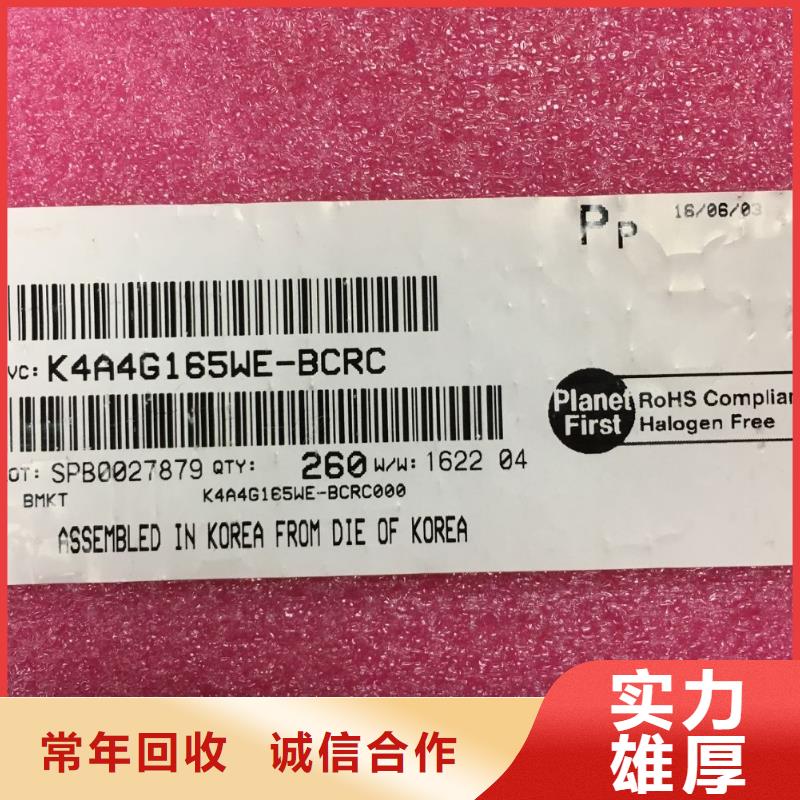 Pp 16/06/03
VC: K4A4G165WE-BCRC
Planet First
RoHS Complian
Halogen Free
OT: SPB0027879 QTY: 260 W/W: 1622 04
BMKT K4A4G165WE-BCRC000
ASSEMBLED IN KOREA FROM DIE OF KOREA
常年回收 诚信合作
实力
雄厚